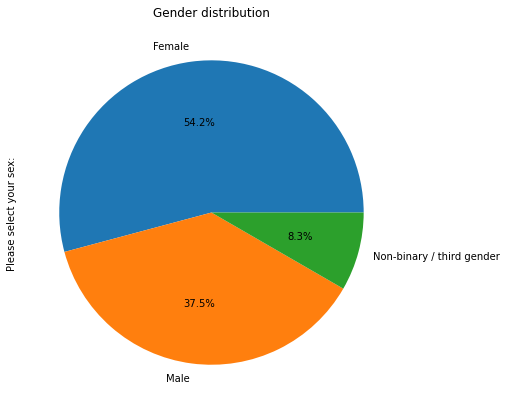 Gender distribution
Female
54.2%
Please select your sex:
8.3%
Non-binary / third gender
37.5%
Male